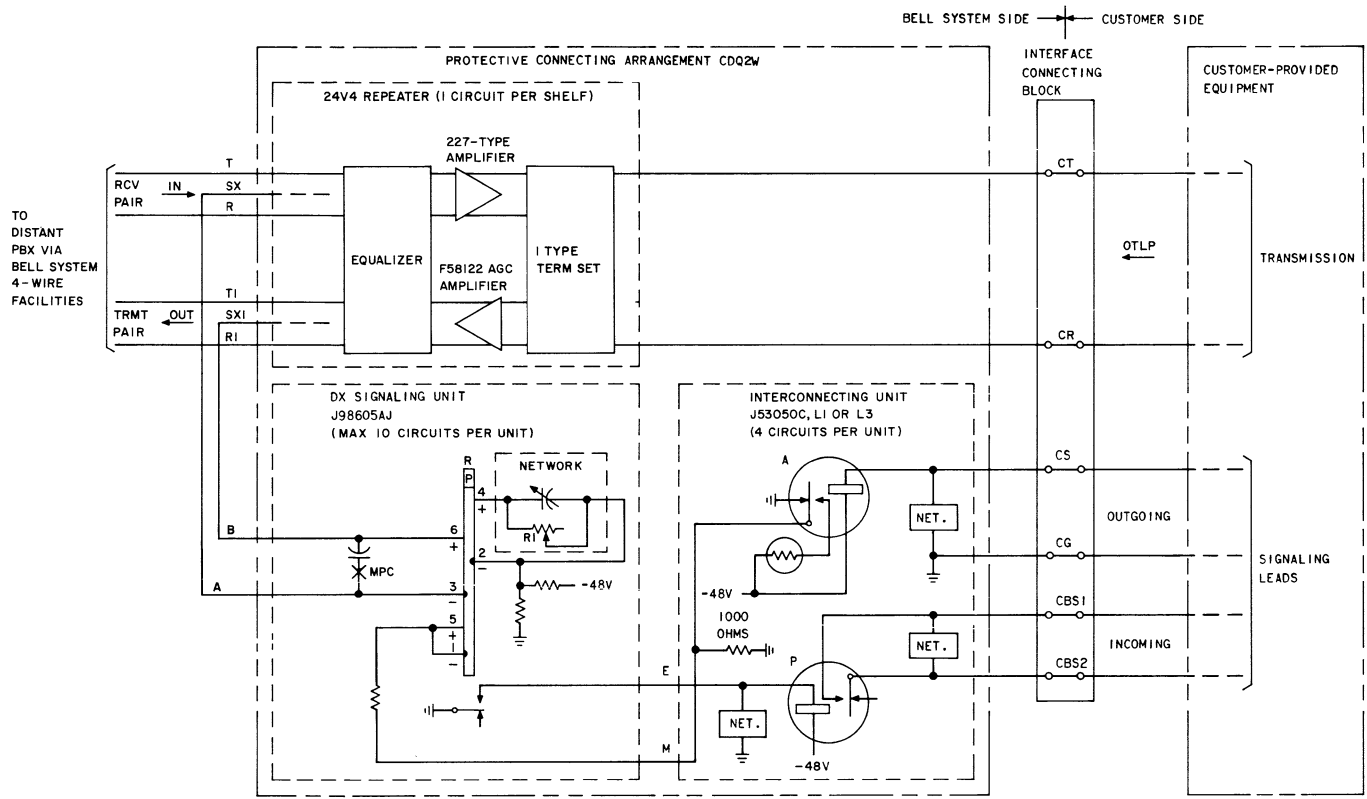 BELL SYSTEM SIDE
CUSTOMER SIDE
PROTECTIVE CONNECTING ARRANGEMENT CDQ2W
INTERFACE
CONNECTING
BLOCK
CUSTOMER-PROVIDED
EQUIPMENT
24V4 REPEATER (1 CIRCUIT PER SHELF)
227-TYPE
AMPLIFIER
T
RCV
PAIR
IN
SX
R
CT
TO
DISTANT
PBX VIA
BELL SYSTEM
4-WIRE
FACILITIES
EQUALIZER
1 TYPE
TERM SET
F58122 AGC
AMPLIFIER
OTLP
TRANSMISSION
T1
TRMT
PAIR
OUT
SX1
R1
CR
DX SIGNALING UNIT
J98605AJ
(MAX 10 CIRCUITS PER UNIT)
INTERCONNECTING UNIT
J53050C, L1 OR L3
(4 CIRCUITS PER UNIT)
R
P
NETWORK
4
+
R1
A
CS
NET.
OUTGOING
B
6
+
2
-
MPC
CG
-48V
-48V
SIGNALING
LEADS
A
3
-
5
+
1
-
1000
OHMS
CBS1
NET.
INCOMING
CBS2
E
P
NET.
M
-48V